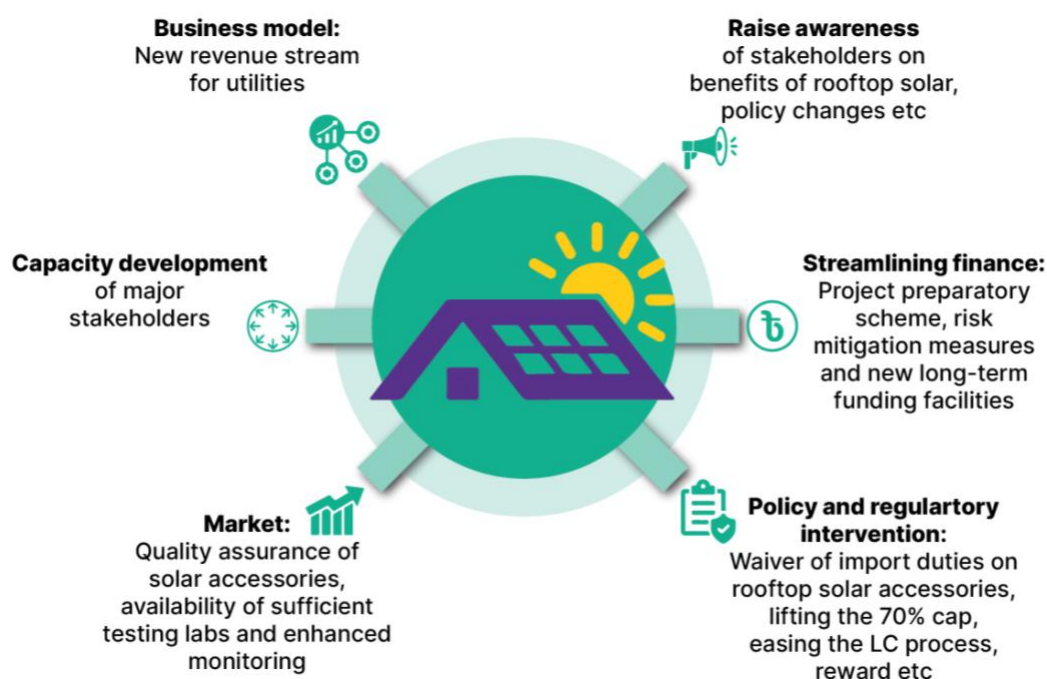 Business model:
New revenue stream
for utilities
Raise awareness
of stakeholders on
benefits of rooftop solar,
policy changes etc
Capacity development
of major
stakeholders
Streamlining finance:
Project preparatory
scheme, risk
mitigation measures
and new long-term
funding facilities
৳
Market:
Quality assurance of
solar accessories,
availability of sufficient
testing labs and enhanced
monitoring
Policy and regulartory
intervention:
Waiver of import duties on
rooftop solar accessories,
lifting the 70% cap,
easing the LC process,
reward etc